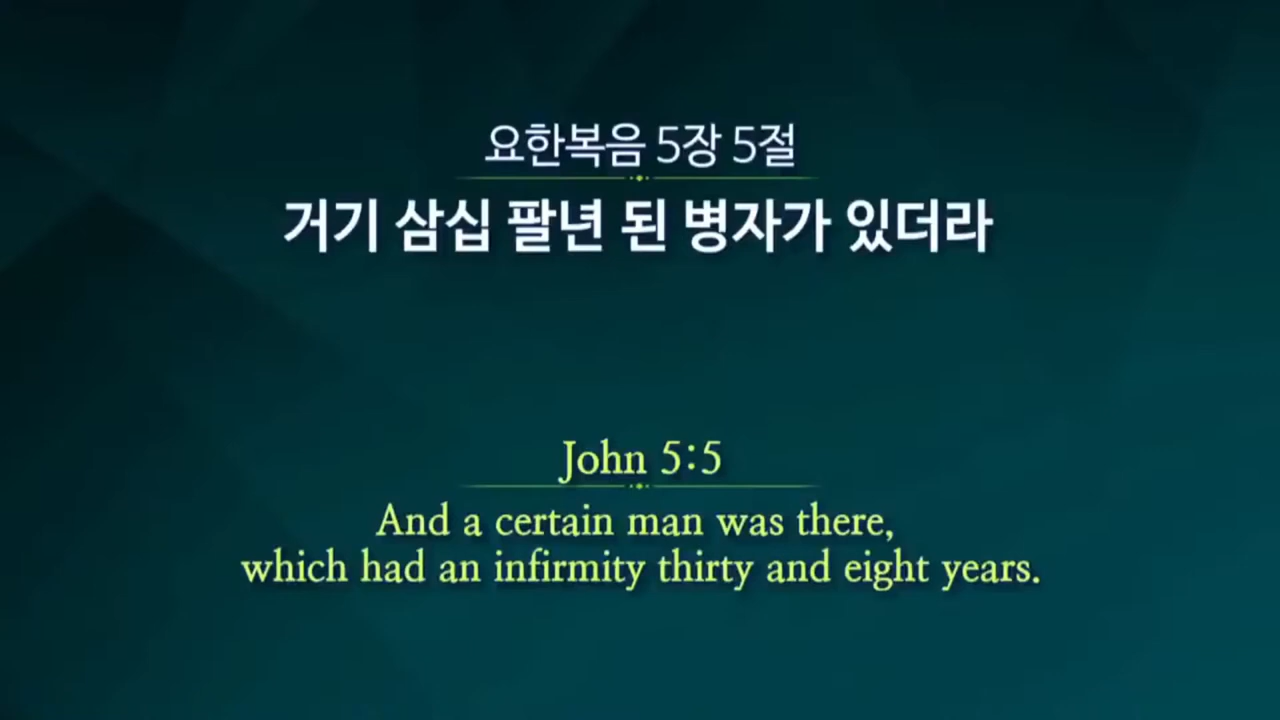 요한복음 5장 5절
거기 삼십 팔년 된 병자가 있더라
John 5:5
And a certain man was there,
which had an infirmity thirty and eight years.